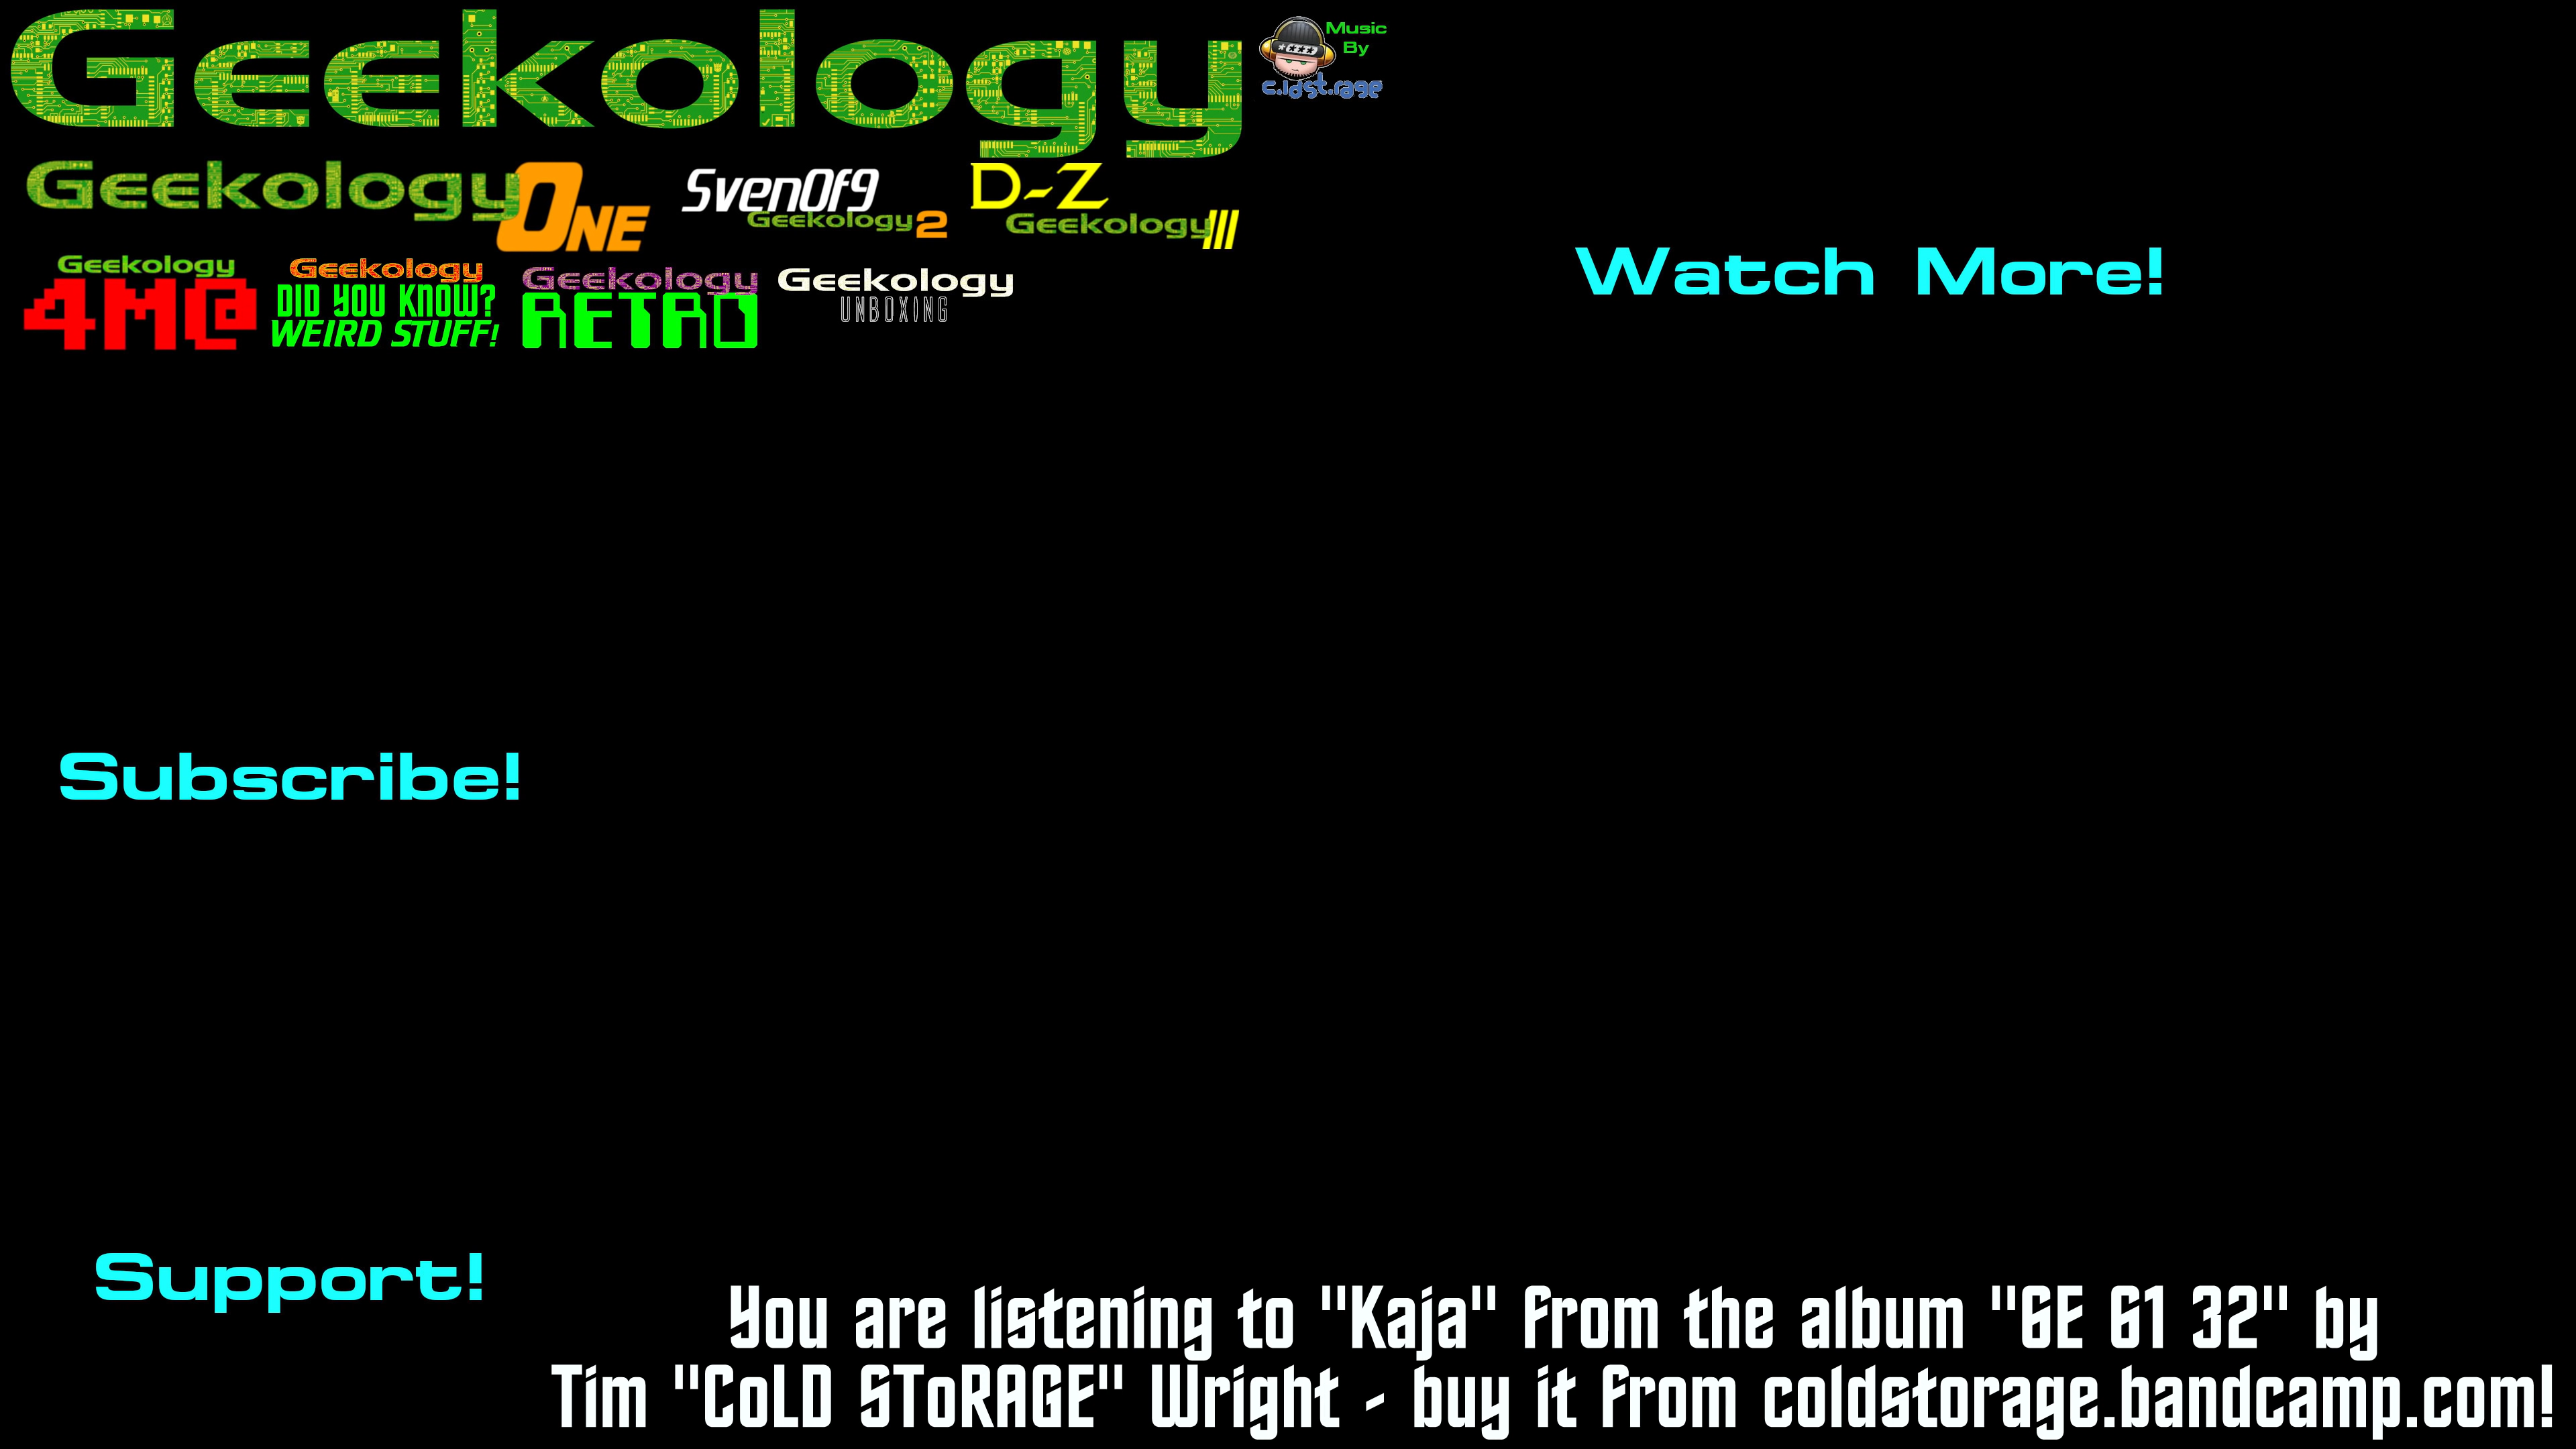 Geekology
Music
By
c.ldst.rage
Geekology ONE
SvenOf9
Geekology 2
D-Z
Geekology III
Geekology
4M@
Geekology
DID YOU KNOW?
WEIRD STUFF!
Geekology
RETRO
Geekology
UNBOXING
Watch More!
Subscribe!
Support!
You are listening to "Kaja" from the album "GE 61 32" by
Tim "CoLD SToRAGE" Wright - buy it from coldstorage.bandcamp.com!